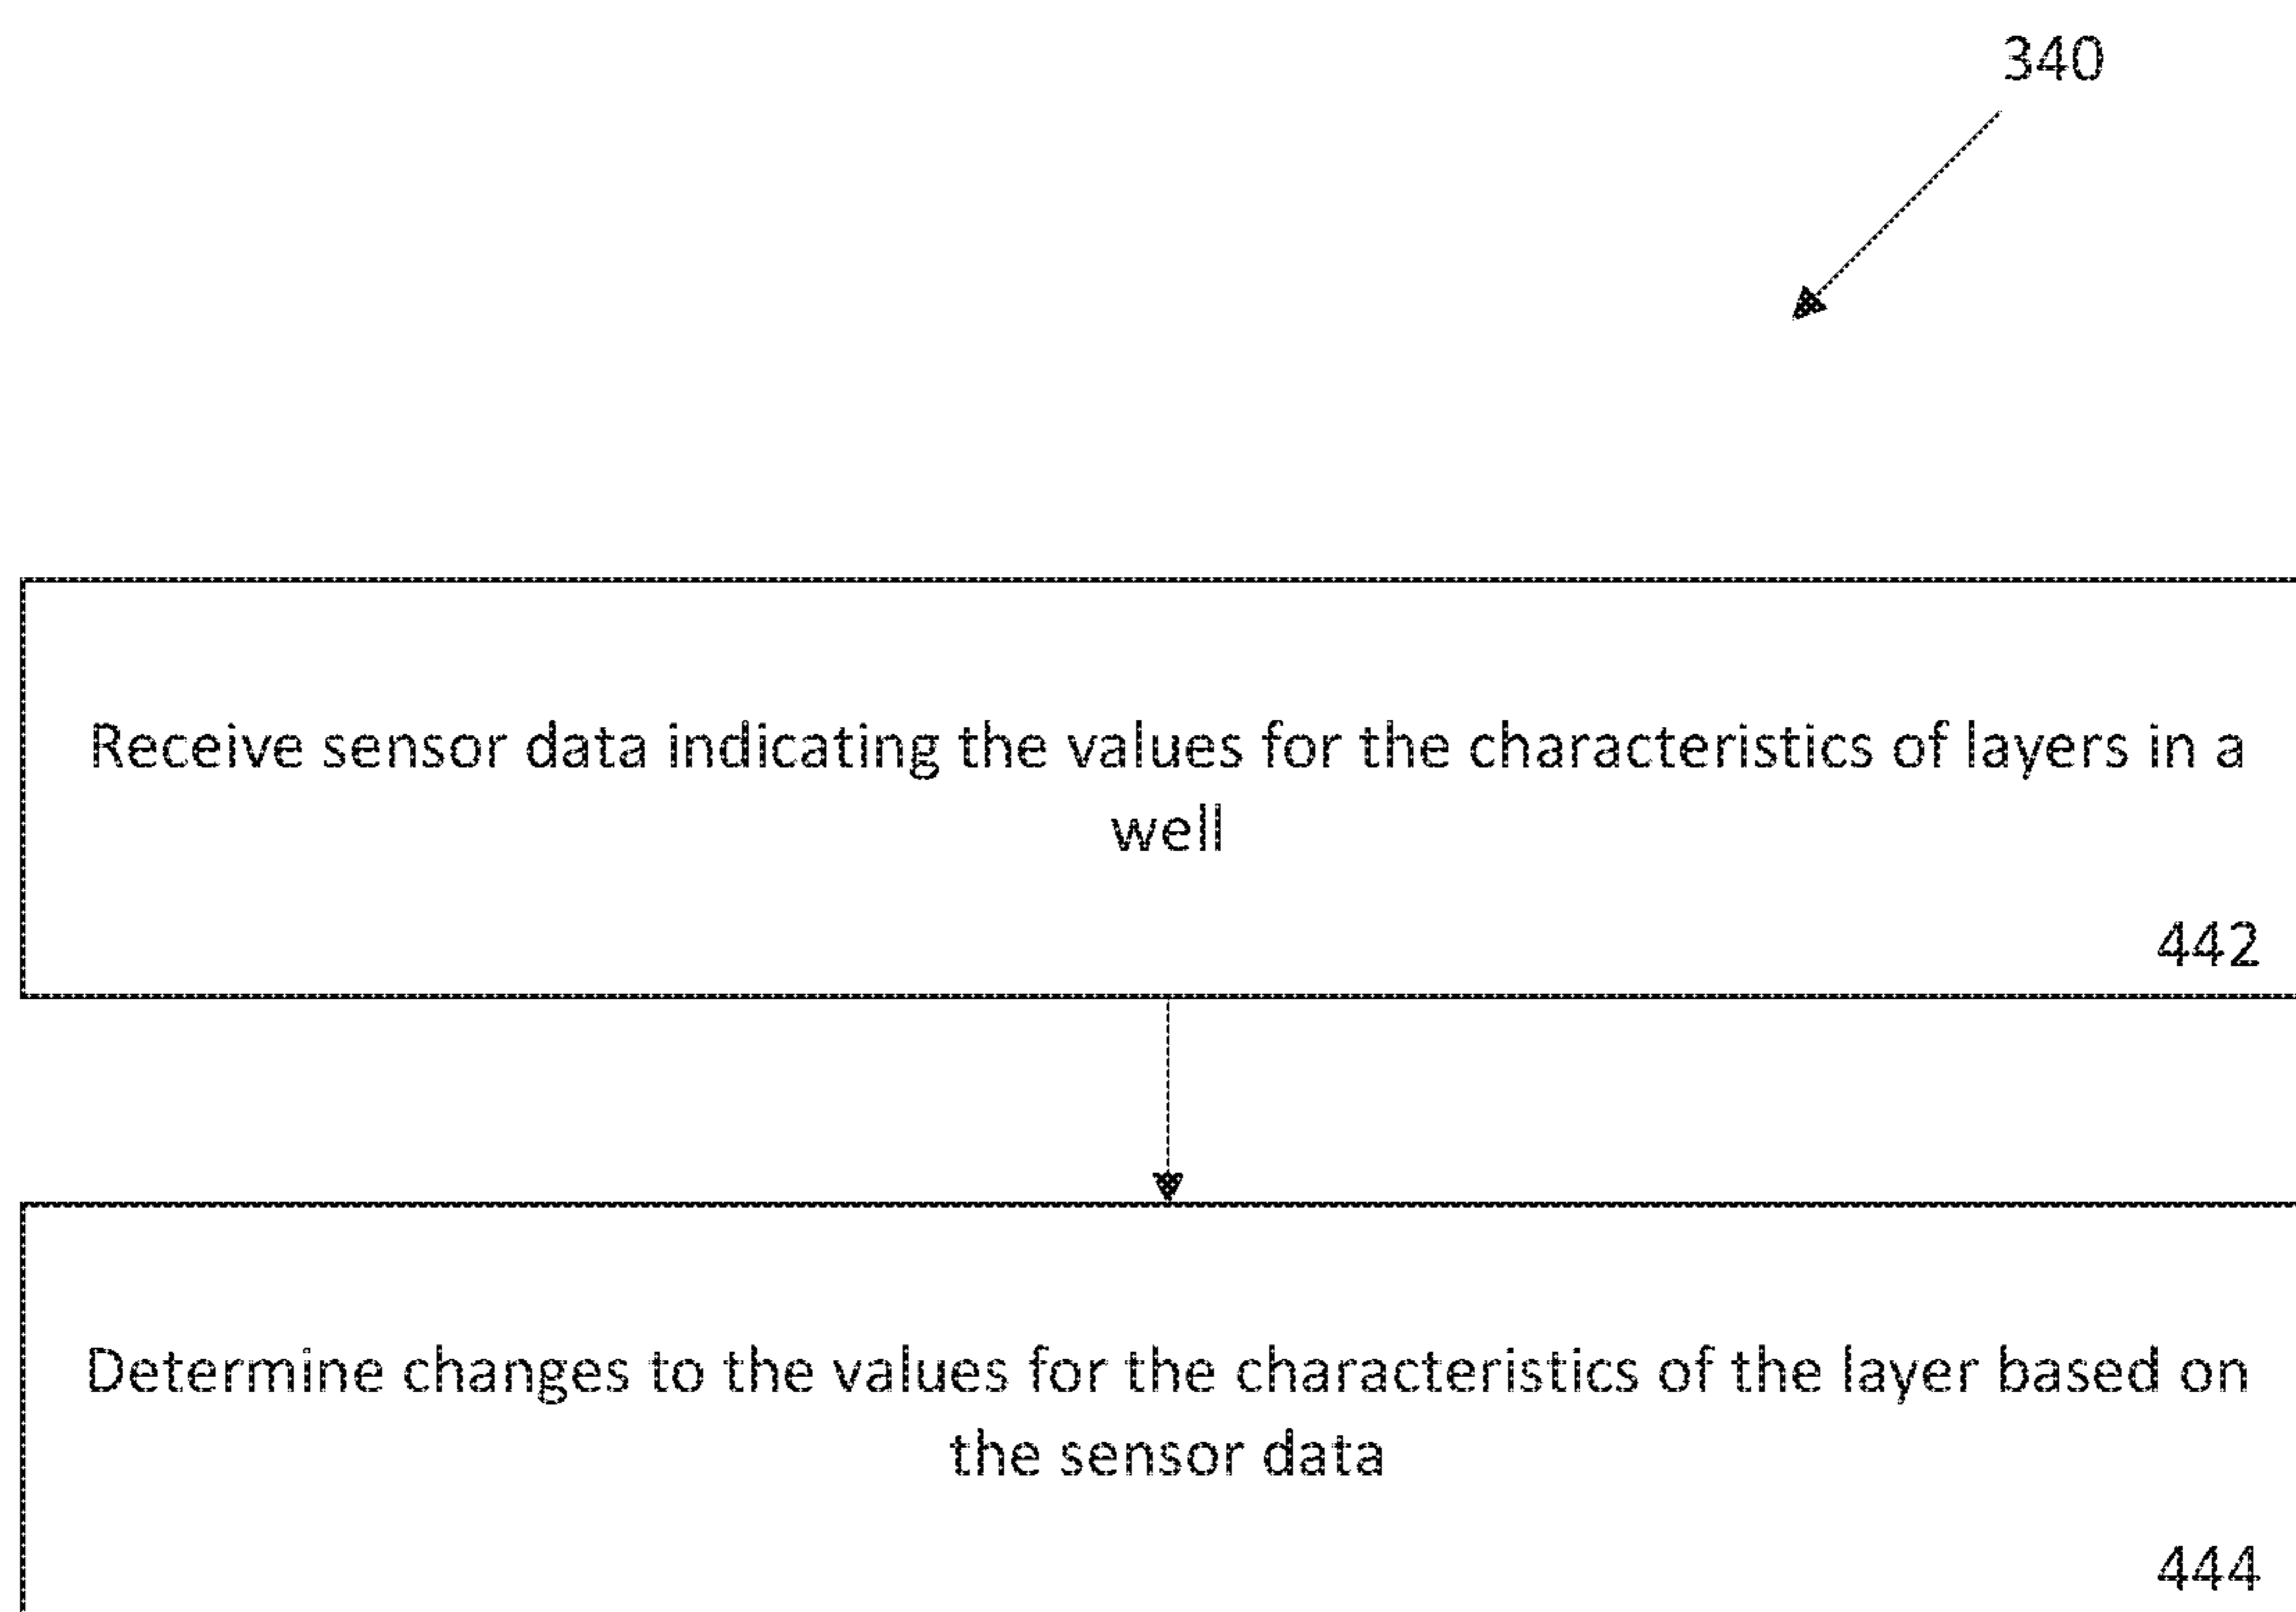 340
Receive sensor data indicating the values for the characteristics of layers in a
well
442
Determine changes to the values for the characteristics of the layer based on
the sensor data
444